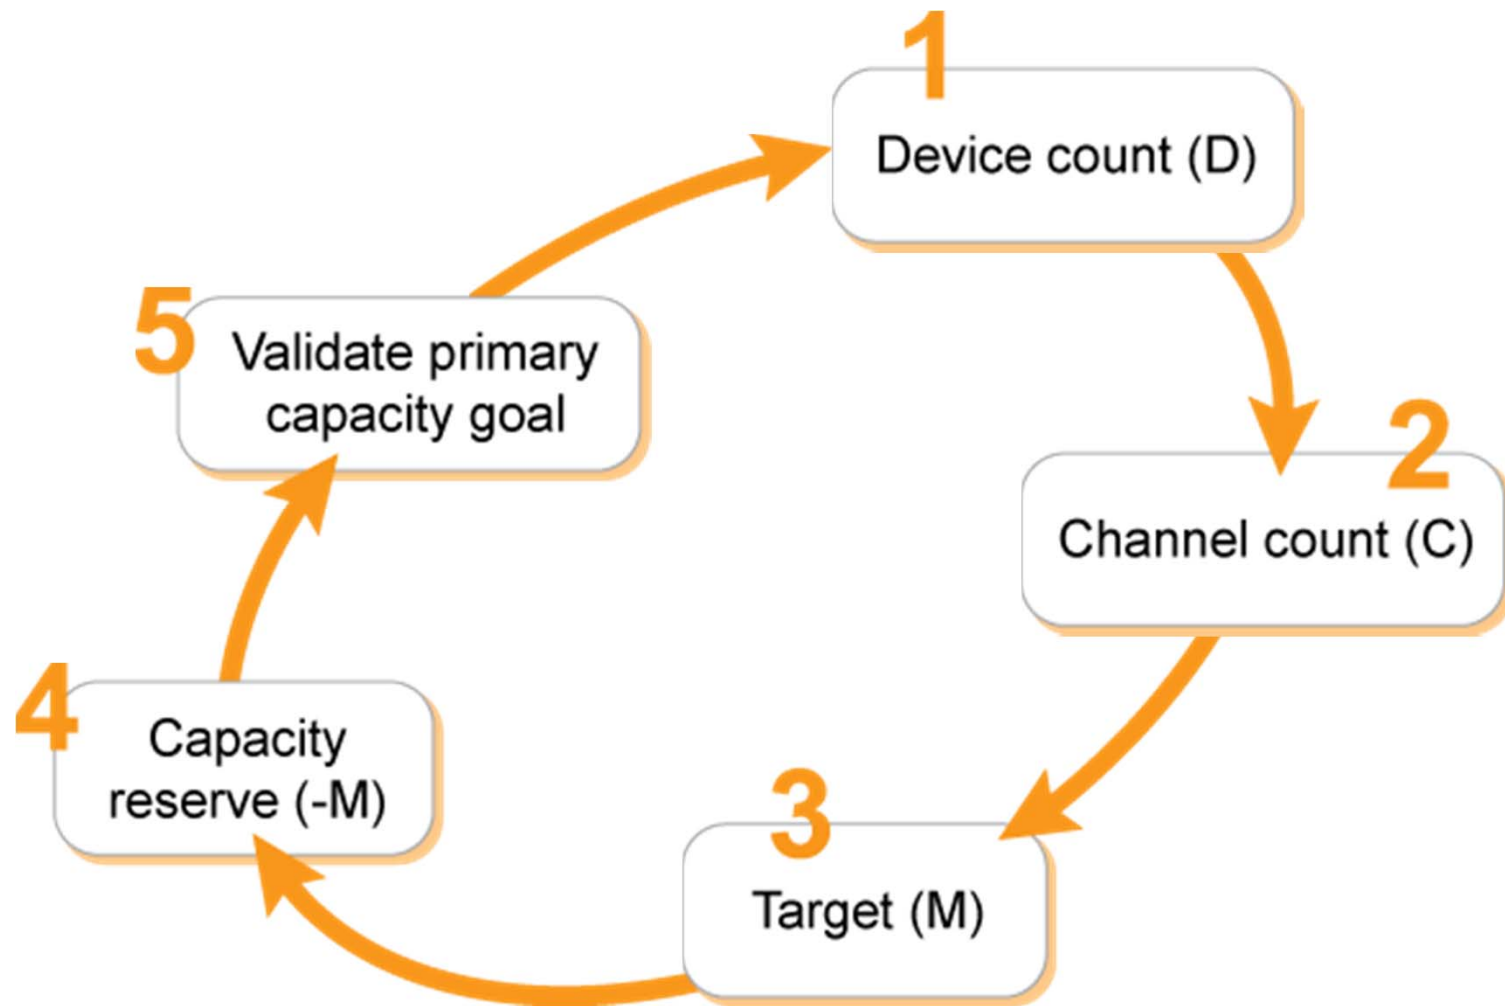 1
Device count (D)
2
Channel count (C)
3
Target (M)
4
Capacity
reserve (-M)
5
Validate primary
capacity goal